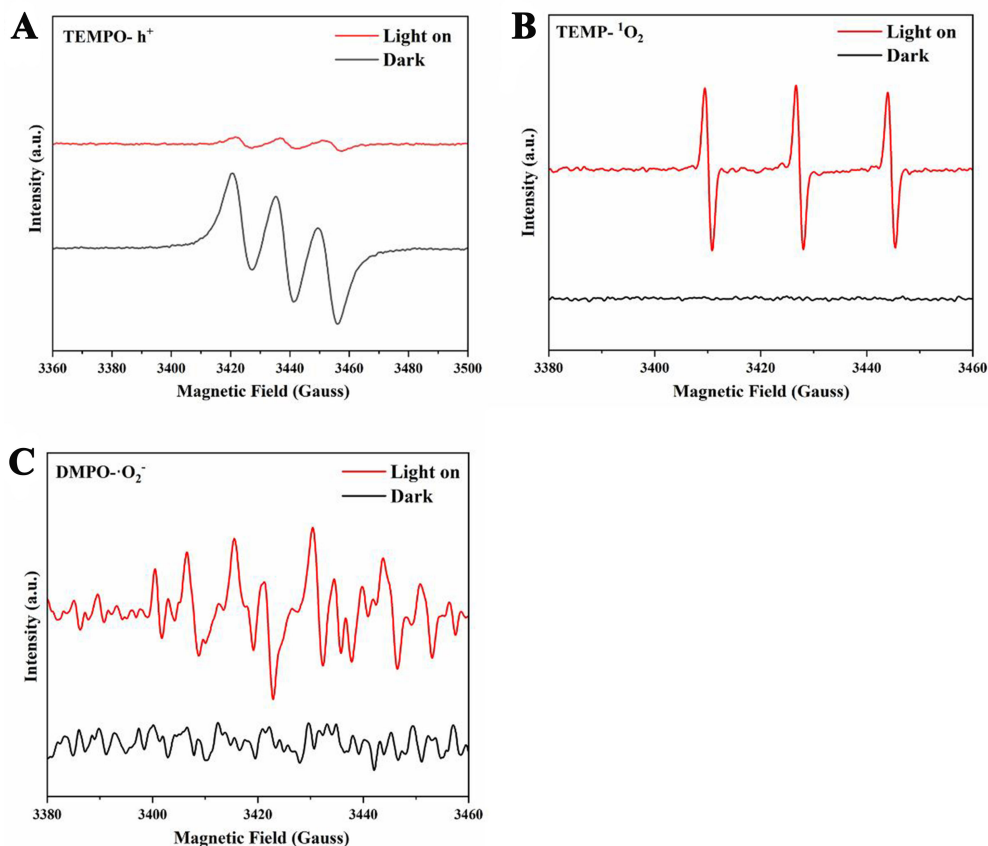 A
TEMPO- h⁺
Light on
Dark
Intensity (a.u.)
3360 3380 3400 3420 3440 3460 3480 3500
Magnetic Field (Gauss)
B
TEMP- ¹O₂
Light on
Dark
Intensity (a.u.)
3380 3400 3420 3440 3460
Magnetic Field (Gauss)
C
DMPO-·O₂⁻
Light on
Dark
Intensity (a.u.)
3380 3400 3420 3440 3460
Magnetic Field (Gauss)